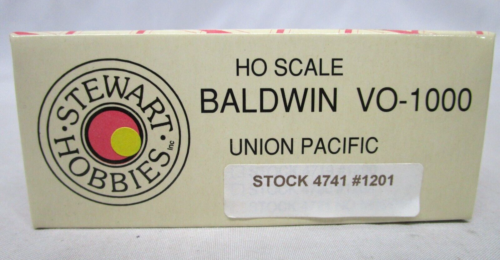 STEWART HOBBIES Inc
HO SCALE
BALDWIN VO-1000
UNION PACIFIC
STOCK 4741 #1201